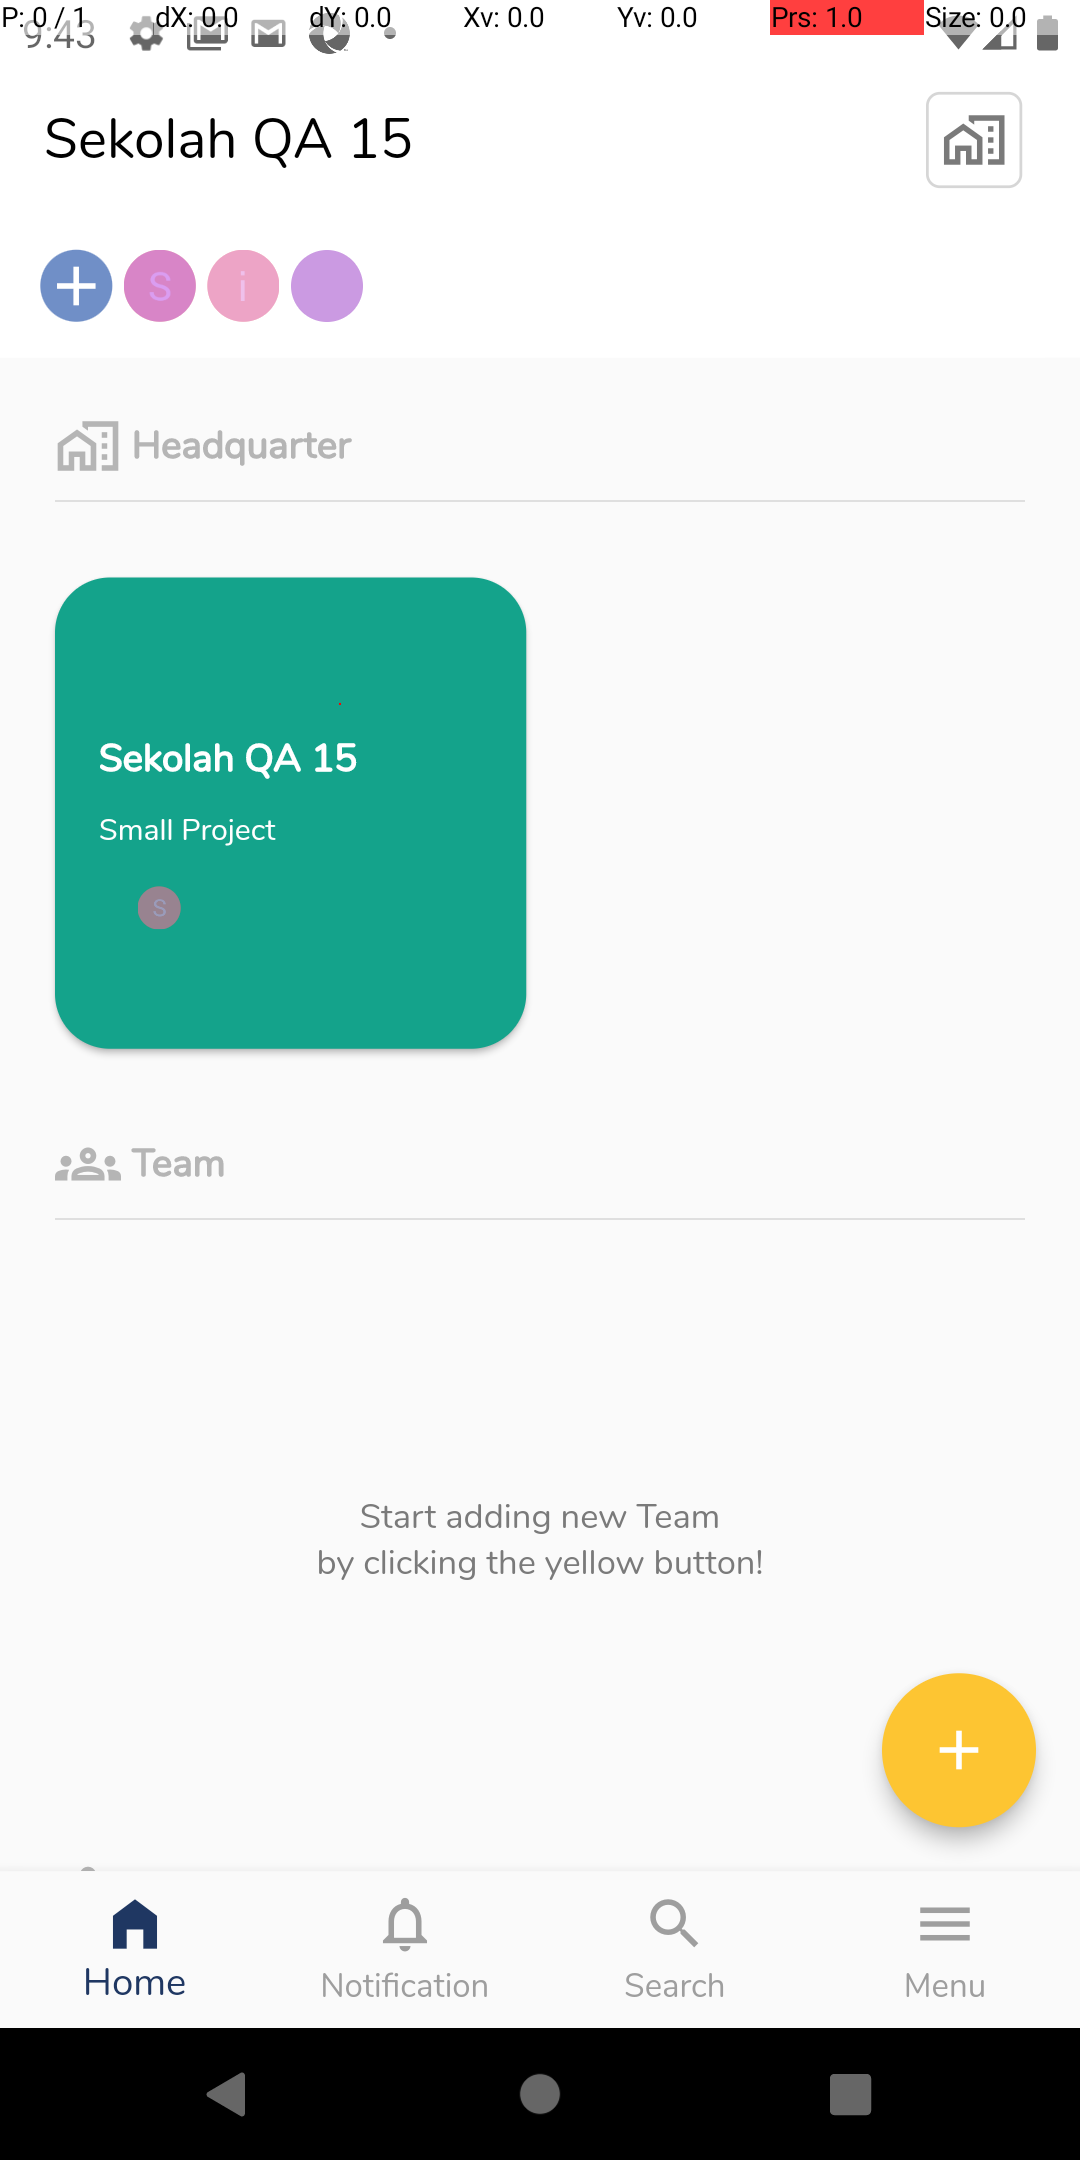 P: 0 / 1 dX: 0.0 dY: 0.0 Xv: 0.0 Yv: 0.0 Prs: 1.0 Size: 0.0
9:43
Sekolah QA 15
S i
Headquarter
Sekolah QA 15
Small Project
S
Team
Start adding new Team
by clicking the yellow button!
Home Notification Search Menu